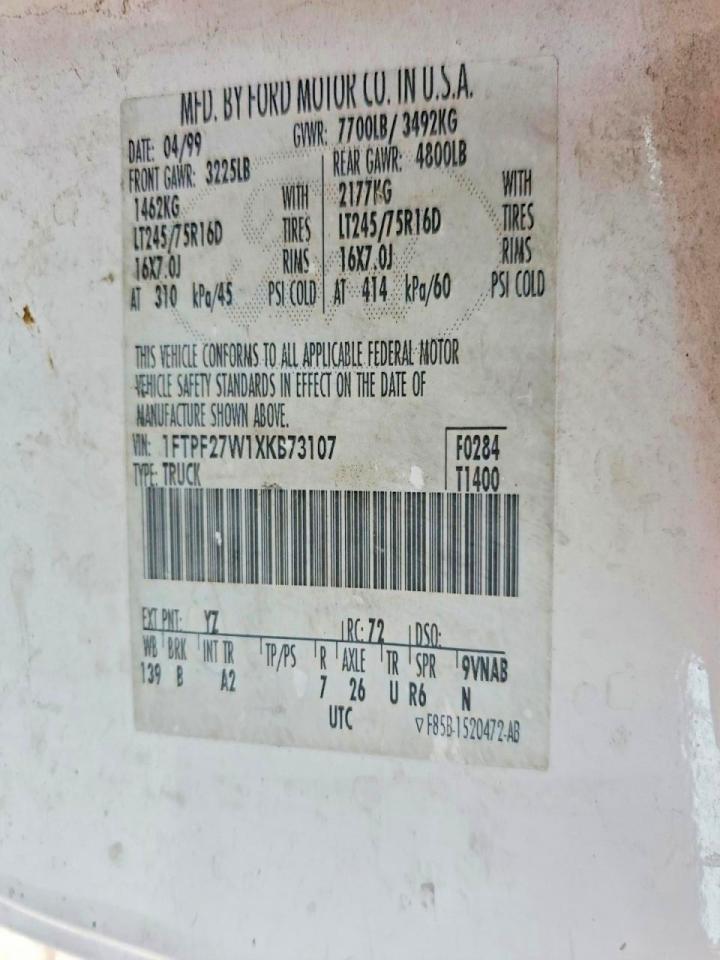 MFD. BY FORD MOTOR CO. IN U.S.A.
DATE: 04/99 GVWR: 7700LB/ 3492KG
FRONT GAWR: 3225LB REAR GAWR: 4800LB
1462KG WITH 2177KG WITH
LT245/75R16D TIRES LT245/75R16D TIRES
16X7.0J RIMS 16X7.0J RIMS
AT 310 kPa/45 PSI COLD AT 414 kPa/60 PSI COLD
THIS VEHICLE CONFORMS TO ALL APPLICABLE FEDERAL MOTOR
VEHICLE SAFETY STANDARDS IN EFFECT ON THE DATE OF
MANUFACTURE SHOWN ABOVE.
VIN: 1FTPF27W1XKB73107 F0284
TYPE: TRUCK T1400
EXT PNT: YZ RC: 72 DSO:
WB BRK INT TR TP/PS R AXLE TR SPR 9VNAB
139 B A2 7 26 U R6 N
UTC F85B-1520472-AB